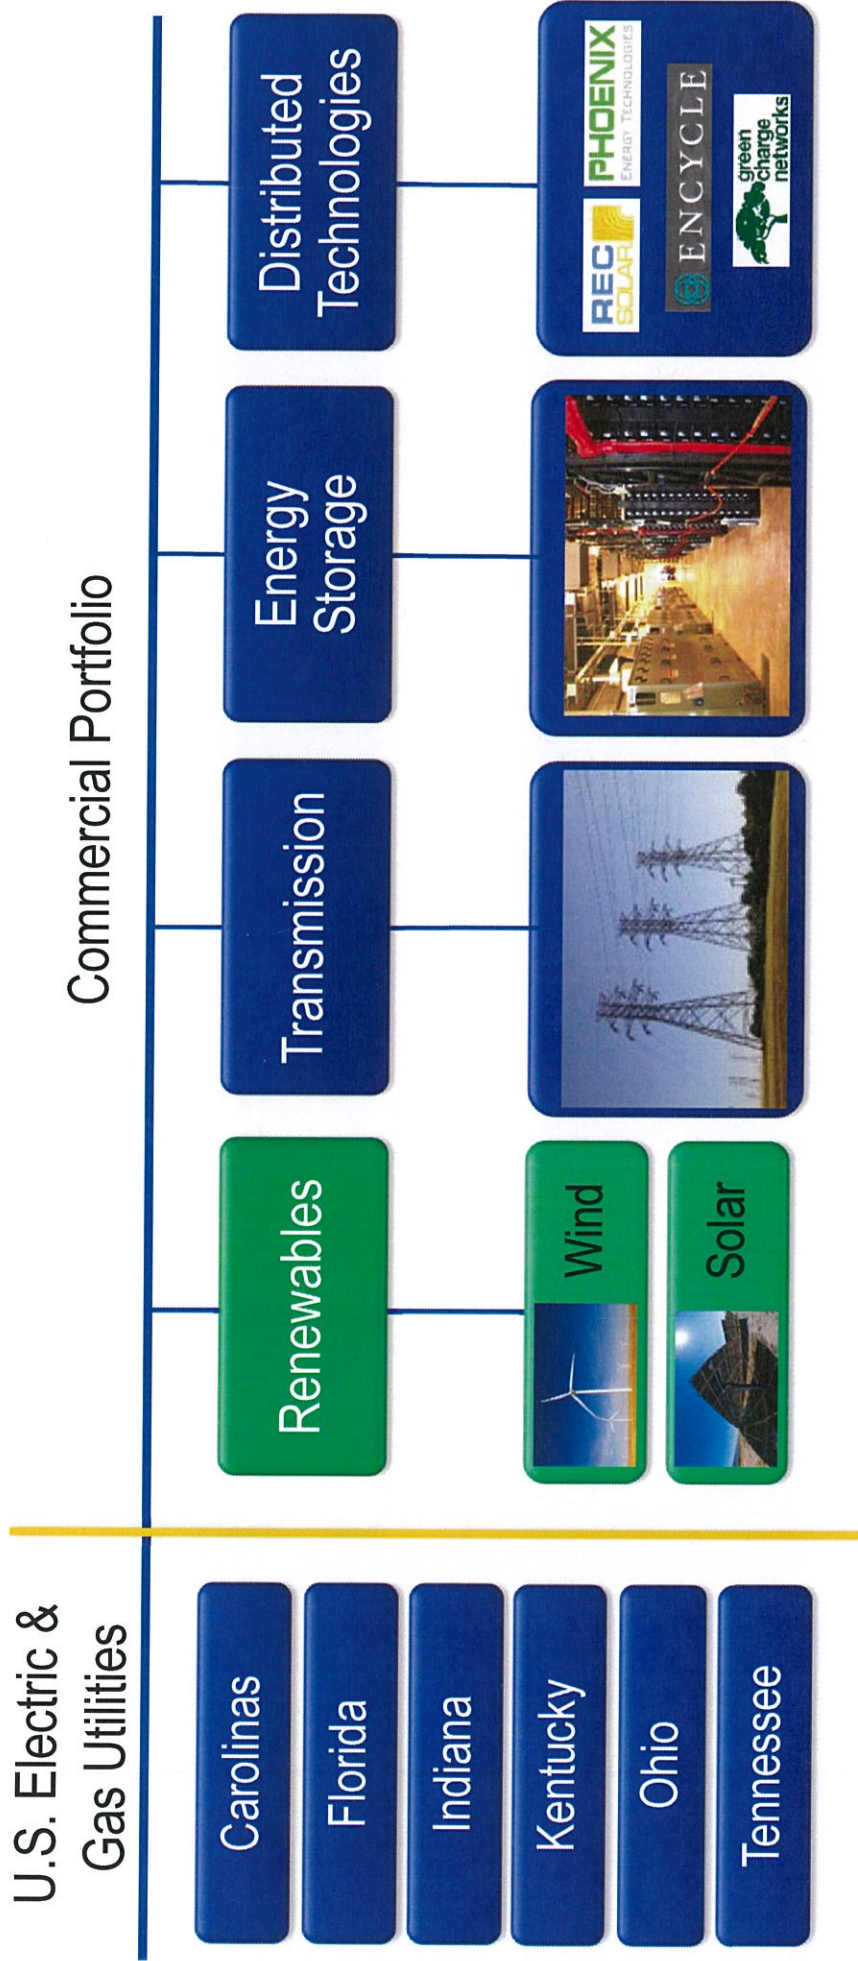 U.S. Electric &
Gas Utilities
Carolinas
Florida
Indiana
Kentucky
Ohio
Tennessee
Commercial Portfolio
Renewables
Wind
Solar
Transmission
Energy
Storage
Distributed
Technologies
REC
SOLAR
PHOENIX
ENERGY TECHNOLOGIES
ENCYCLE
green
charge
networks